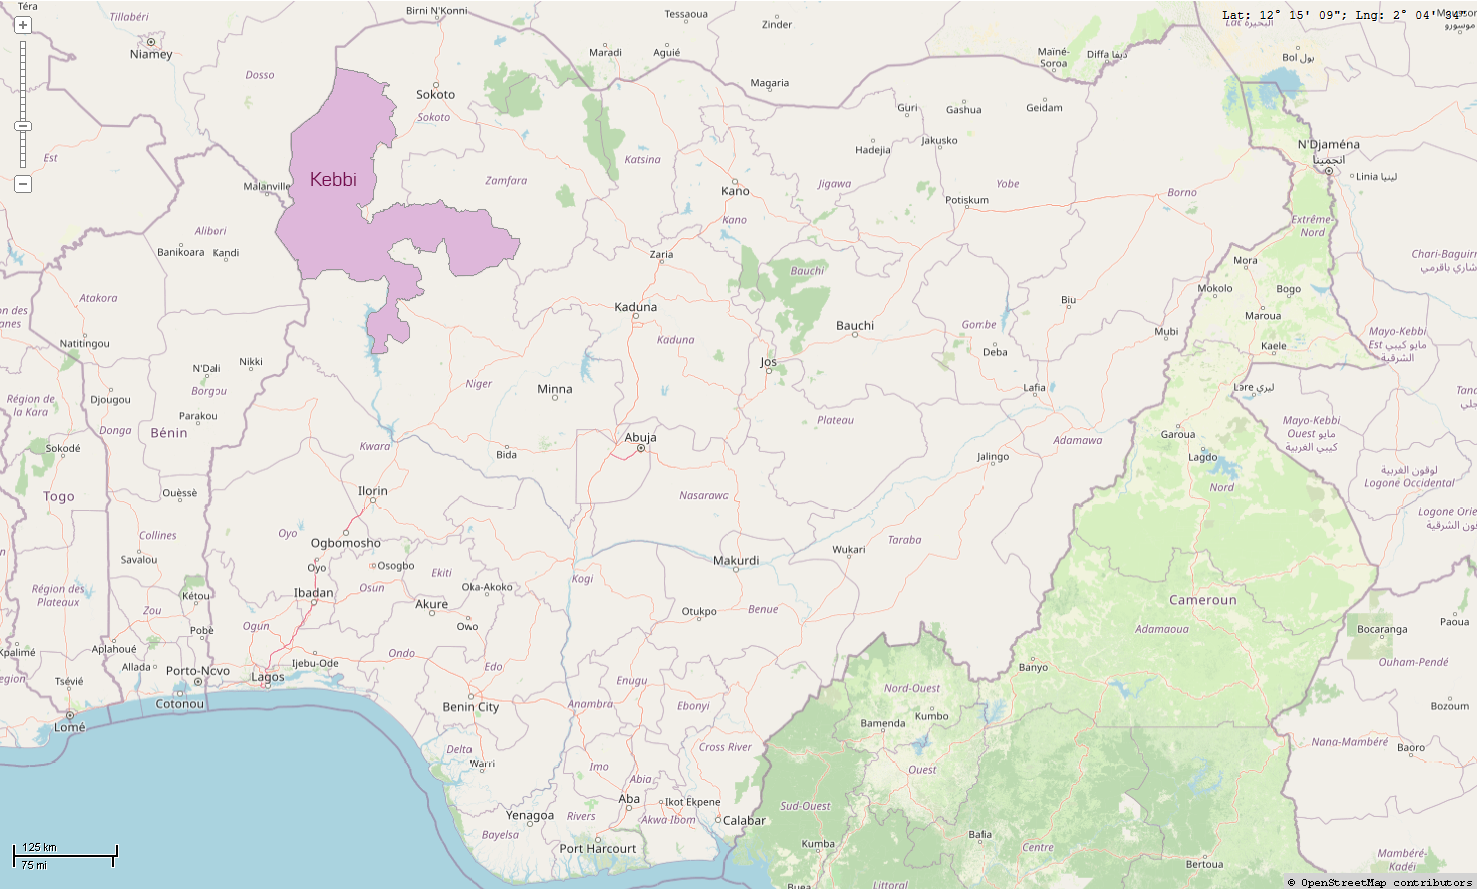 Téra
Tillabéri
Birni N'Konni
Tessaoua
Zinder
Lat: 12° 15' 09"; Lng: 2° 04' 34"
Niamey
Maradi
Aguié
Maïné-
Soroa
Diffa ديفا
Bol بول
Dosso
Magaria
Sokoto
Sokoto
Guri
Gashua
Geidam
Est
Katsina
Hadejia
Jakusko
N'Djaména
انجمينا
Linia لينيا
Kebbi
Malanville
Zamfara
Kano
Jigawa
Yobe
Borno
Potiskum
Kano
Extrême-
Nord
Alibori
Banikoara
Kandi
Zaria
Bauchi
Mora
Chari-Baguirmi
شاري باقرمي
Atakora
Mokolo
Bogo
Kaduna
Biu
Maroua
Bauchi
Gombe
Mubi
Mayo-Kebbi
Est مايو كيبي
الشرقية
Natitingou
Kaduna
Deba
Kaele
N'Dali
Nikki
Jos
Niger
Minna
Lafia
Léré ليري
Borgou
Djougou
Région de
la Kara
Parakou
Plateau
Mayo-Kebbi
Ouest مايو
كيبي الغربية
Donga
Bénin
Abuja
Garoua
Kwara
Adamawa
Sokodé
Bida
Jalingo
Lagdo
لوقون الغربية
Logone Occidental
Togo
Ouèssè
Ilorin
Nasarawa
Nord
Logone Orie
لوقون الشرقية
Collines
Oyo
Ogbomosho
Savalou
Makurdi
Wukari
Taraba
Oyo
Osogbo
Ekiti
Kogi
Région des
Plateaux
Osun
Oka-Akoko
Kétou
Ibadan
Akure
Zou
Otukpo
Benue
Cameroun
Ogun
Owo
Paoua
Pobè
Adamaoua
Bocaranga
Kpalimé
Aplahoué
Ondo
Ijebu-Ode
Edo
Banyo
Ouham-Pendé
Allada
Porto-Novo
Lagos
Enugu
Tsévié
Nord-Ouest
Cotonou
Benin City
Anambra
Ebonyi
Bozoum
Lomé
Bamenda
Kumbo
Delta
Cross River
Nana-Mambéré
Baoro
Warri
Imo
Abia
Ouest
Aba
Ikot Ekpene
Sud-Ouest
Yenagoa
Rivers
Akwa Ibom
Calabar
Bayelsa
Bafia
Kumba
Centre
125 km
Port Harcourt
Mambéré-
Kadéï
75 mi
Bertoua
Buea
Littoral
© OpenStreetMap contributors